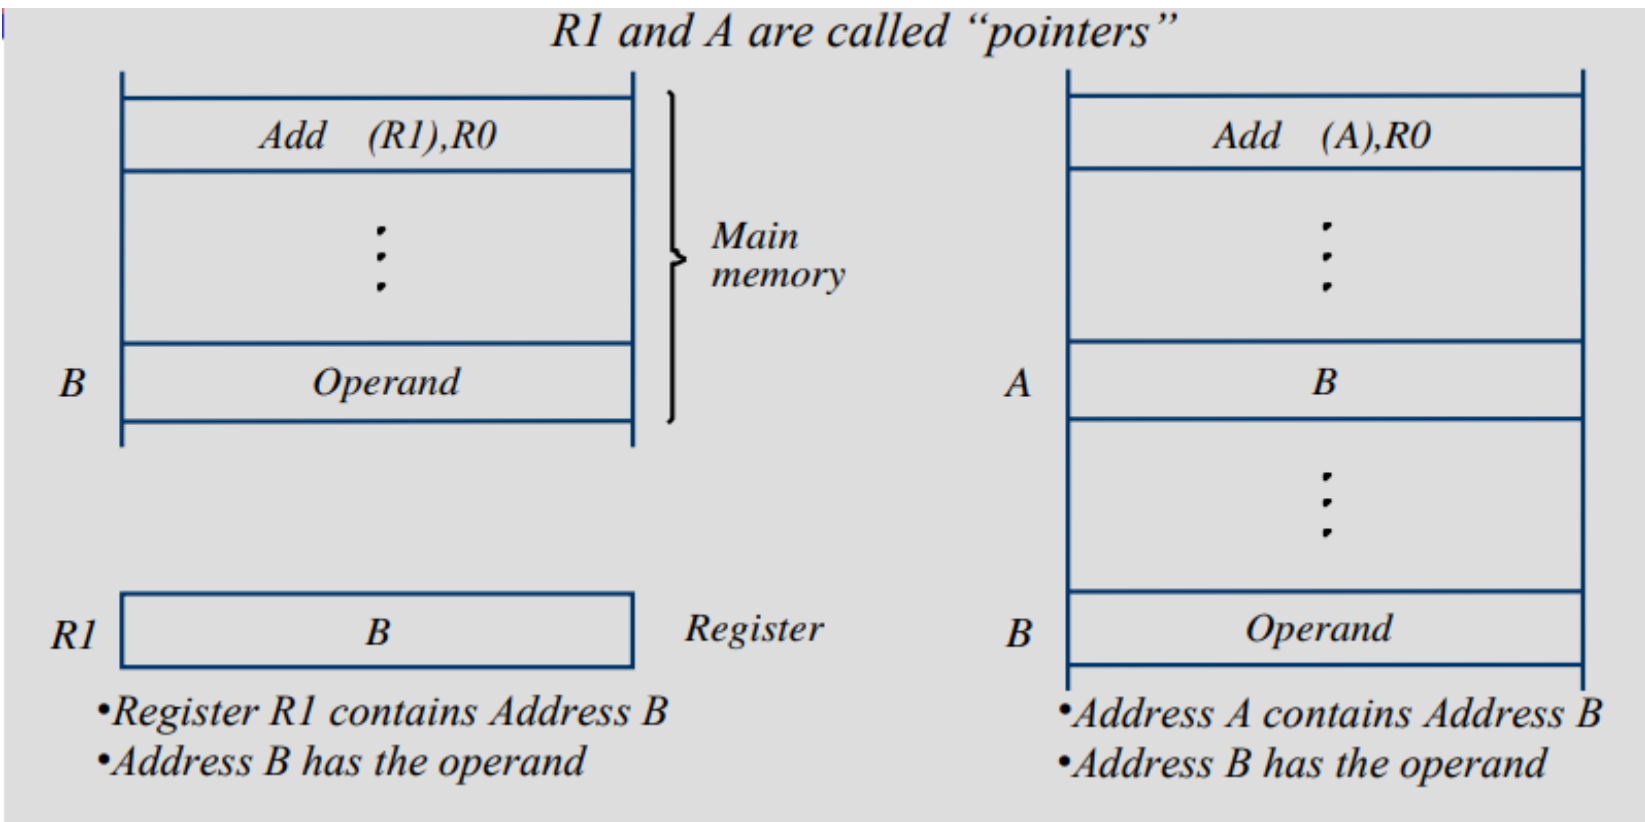 R1 and A are called “pointers”
Add (R1),R0
Main
memory
B
Operand
R1
B
Register
•Register R1 contains Address B
•Address B has the operand
Add (A),R0
A
B
B
Operand
•Address A contains Address B
•Address B has the operand